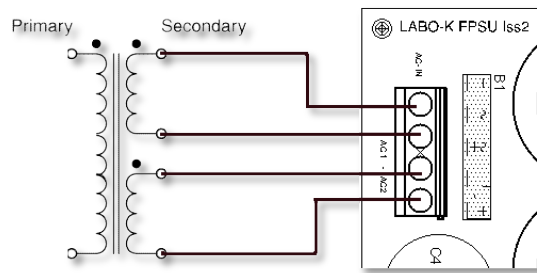 Primary
Secondary
LABO-K FPSU Iss2
AC-IN
B1
AC1 - AC2
C4